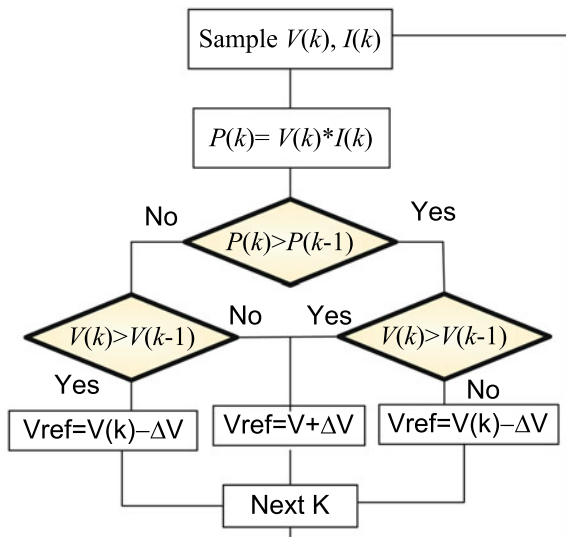 Sample V(k), I(k)
P(k)= V(k)*I(k)
No
Yes
P(k)>P(k-1)
V(k)>V(k-1)
No
Yes
V(k)>V(k-1)
Yes
No
Vref=V(k)−ΔV
Vref=V+ΔV
Vref=V(k)−ΔV
Next K